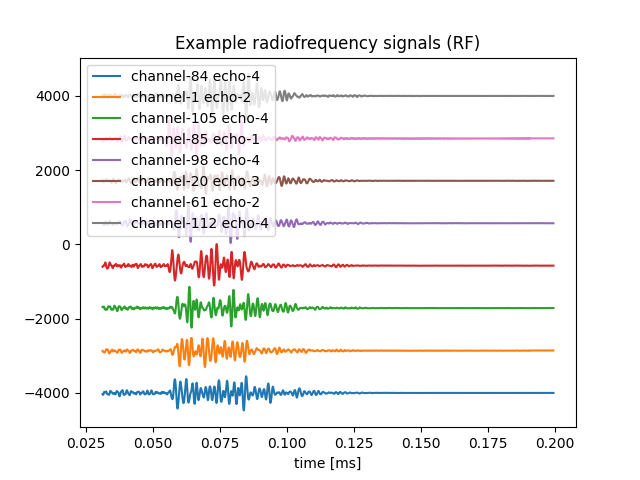 Example radiofrequency signals (RF)
channel-84 echo-4
channel-1 echo-2
channel-105 echo-4
channel-85 echo-1
channel-98 echo-4
channel-20 echo-3
channel-61 echo-2
channel-112 echo-4
4000
2000
0
−2000
−4000
0.025 0.050 0.075 0.100 0.125 0.150 0.175 0.200
time [ms]